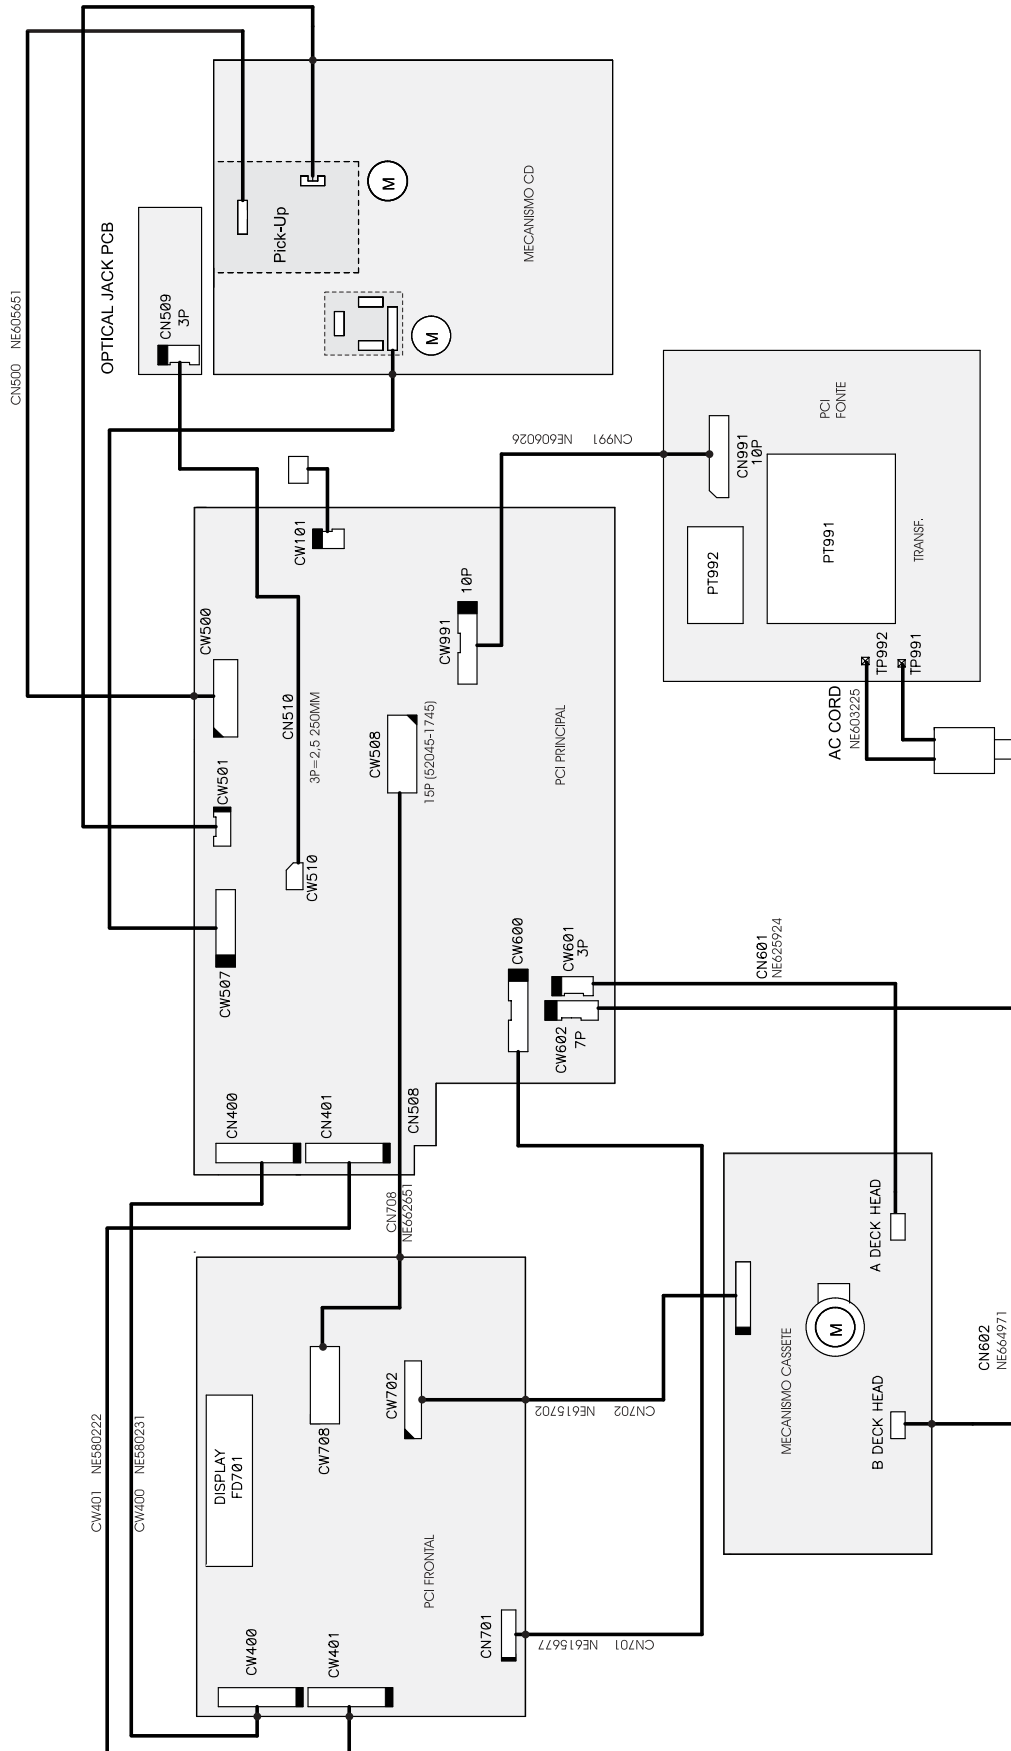 CN500 NE605651
OPTICAL JACK PCB
CN509
3P
Pick-Up
M
M
MECANISMO CD
CW101
CW500
CN510
3P=2,5 250MM
CW501
CW510
CW507
CW508
15P (52045-1745)
CW991
10P
PCI PRINCIPAL
CN991 NE606026
CN991
10P
PCI
FONTE
PT992
PT991
TRANSF.
TP992
TP991
AC CORD
NE603225
CW600
CW601
3P
CW602
7P
CN601
NE625924
CN400
CN401
CN508
CN708
NE662651
CW401 NE580222
CW400 NE580231
DISPLAY
FD701
CW708
CW702
CN702 NE615702
PCI FRONTAL
CW400
CW401
CN701
CN701 NE615677
MECANISMO CASSETE
M
A DECK HEAD
B DECK HEAD
CN602
NE664971